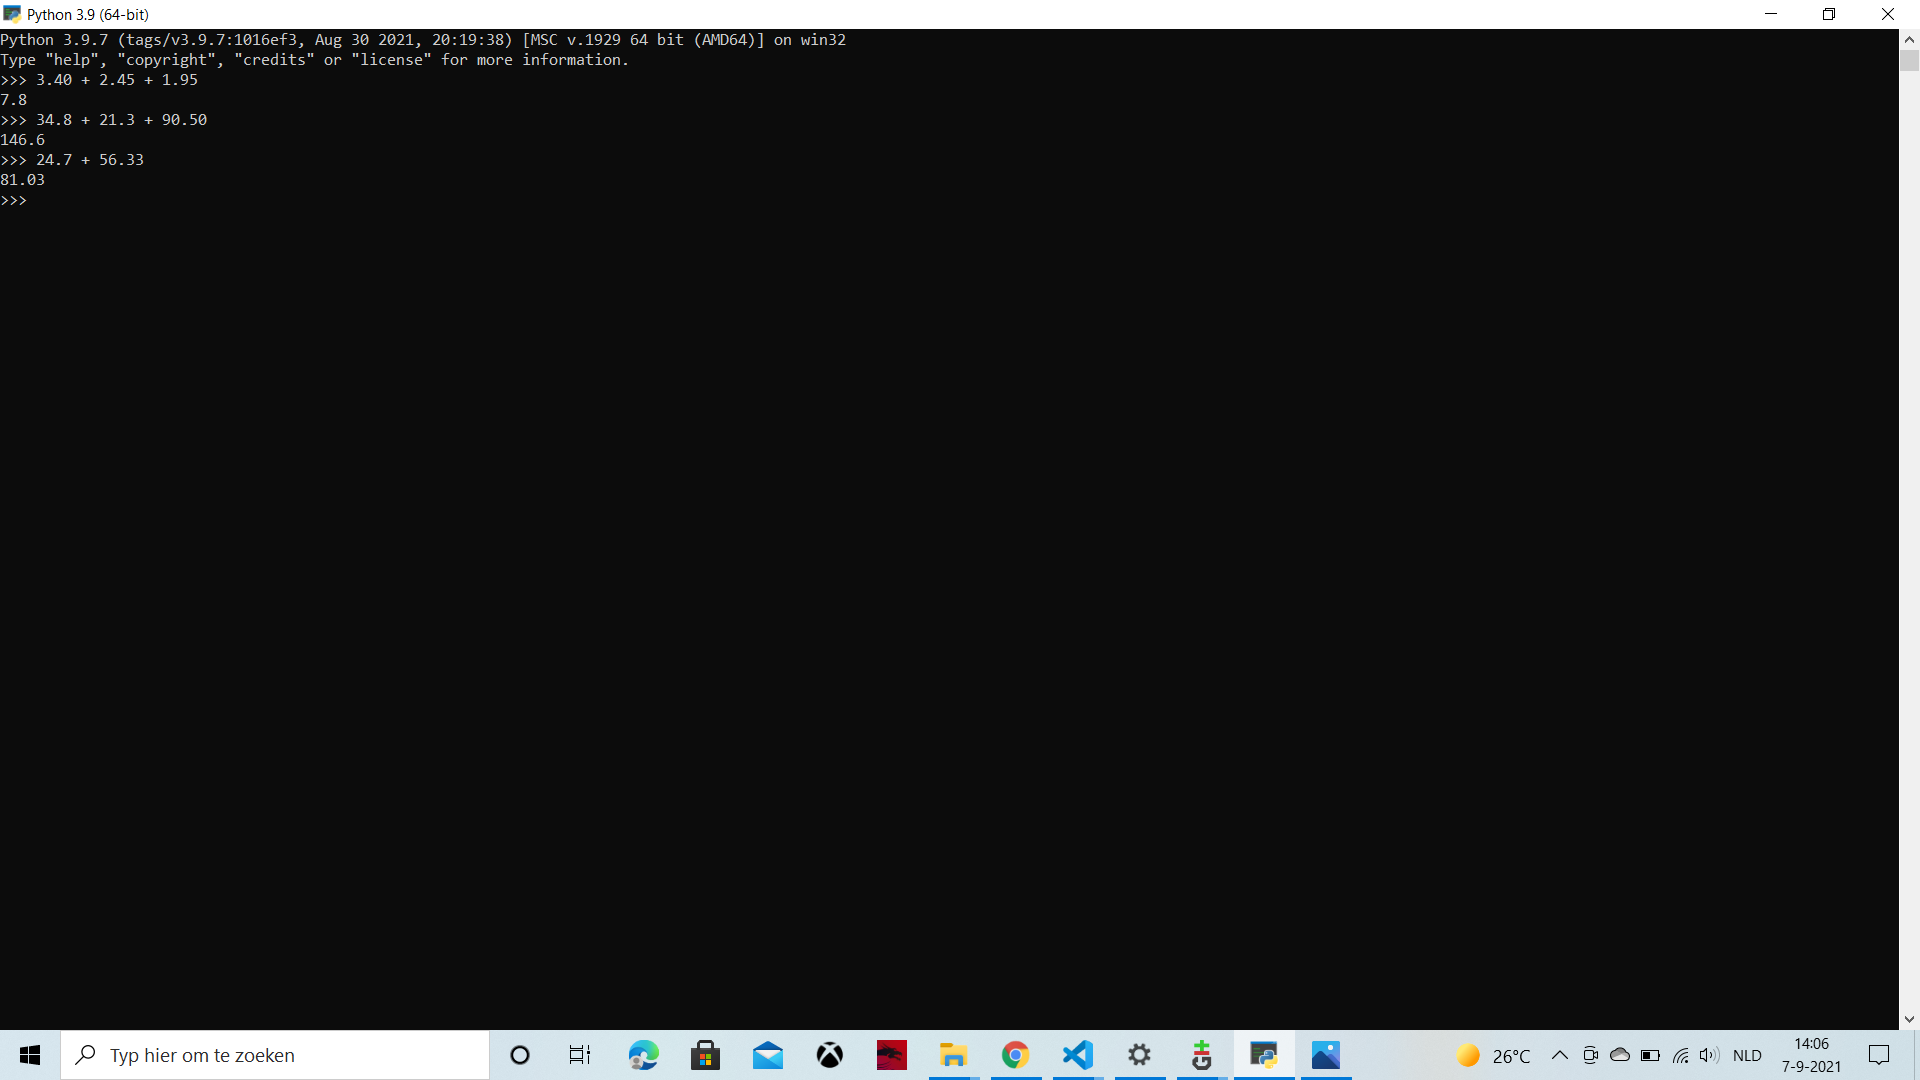 Python 3.9 (64-bit)
Python 3.9.7 (tags/v3.9.7:1016ef3, Aug 30 2021, 20:19:38) [MSC v.1929 64 bit (AMD64)] on win32
Type "help", "copyright", "credits" or "license" for more information.
>>> 3.40 + 2.45 + 1.95
7.8
>>> 34.8 + 21.3 + 90.50
146.6
>>> 24.7 + 56.33
81.03
>>>
Typ hier om te zoeken
26°C
NLD
14:06
7-9-2021